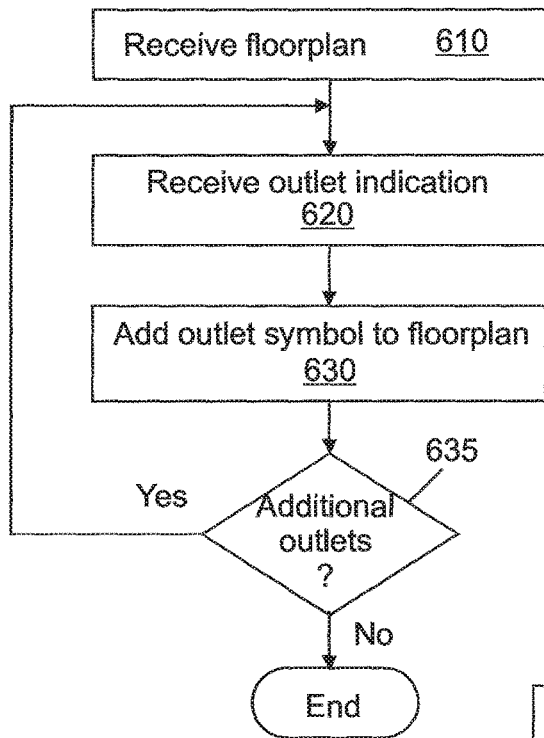 Receive floorplan 610
Receive outlet indication
620
Add outlet symbol to floorplan
630
635
Yes
Additional
outlets
?
No
End